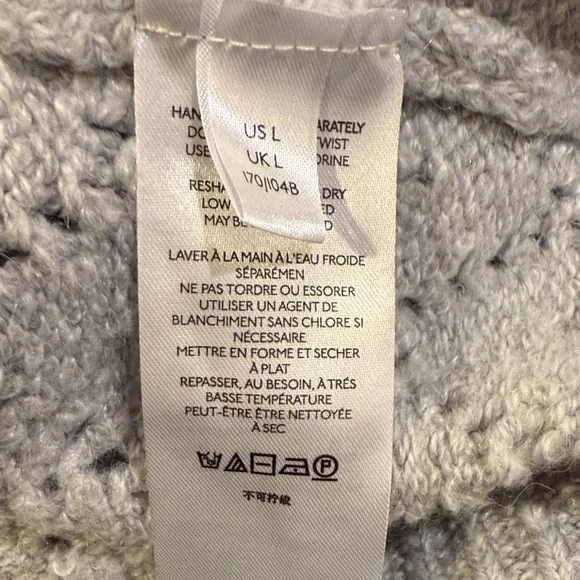 US L
UK L
170/104B
HAN ARATELY
DO TWIST
USE ORINE
RESHA DRY
LOW ED
MAY BE D
LAVER À LA MAIN À L'EAU FROIDE
SÉPARÉMEN
NE PAS TORDRE OU ESSORER
UTILISER UN AGENT DE
BLANCHIMENT SANS CHLORE SI
NÉCESSAIRE
METTRE EN FORME ET SECHER
À PLAT
REPASSER, AU BESOIN, À TRÉS
BASSE TEMPÉRATURE
PEUT-ÊTRE ÊTRE NETTOYÉE
À SEC
P
不可拧绞